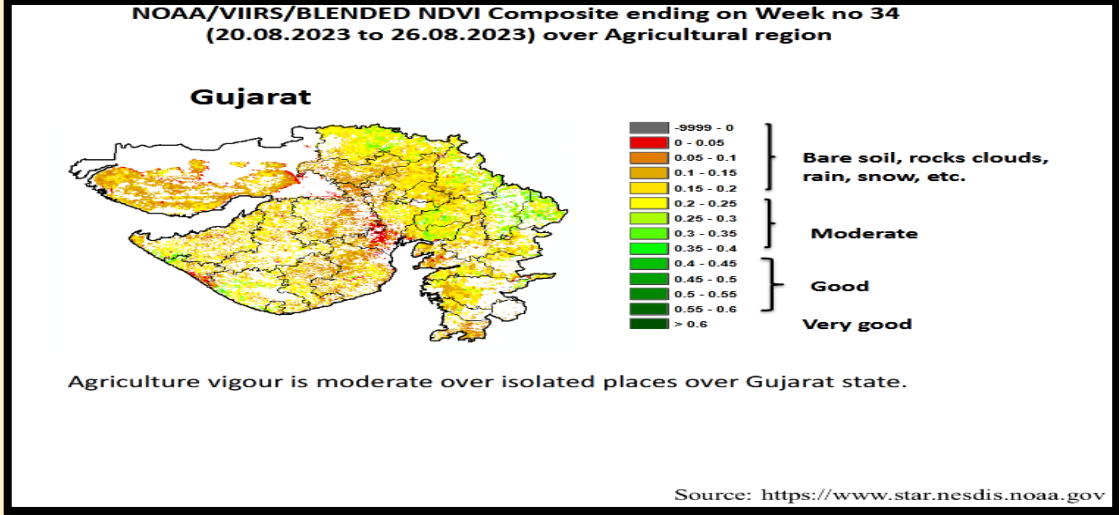 NOAA/VIIRS/BLENDED NDVI Composite ending on Week no 34
(20.08.2023 to 26.08.2023) over Agricultural region
Gujarat
-9999 - 0
0 - 0.05
0.05 - 0.1
0.1 - 0.15
0.15 - 0.2
0.2 - 0.25
0.25 - 0.3
0.3 - 0.35
0.35 - 0.4
0.4 - 0.45
0.45 - 0.5
0.5 - 0.55
0.55 - 0.6
> 0.6
Bare soil, rocks clouds,
rain, snow, etc.
Moderate
Good
Very good
Agriculture vigour is moderate over isolated places over Gujarat state.
Source: https://www.star.nesdis.noaa.gov